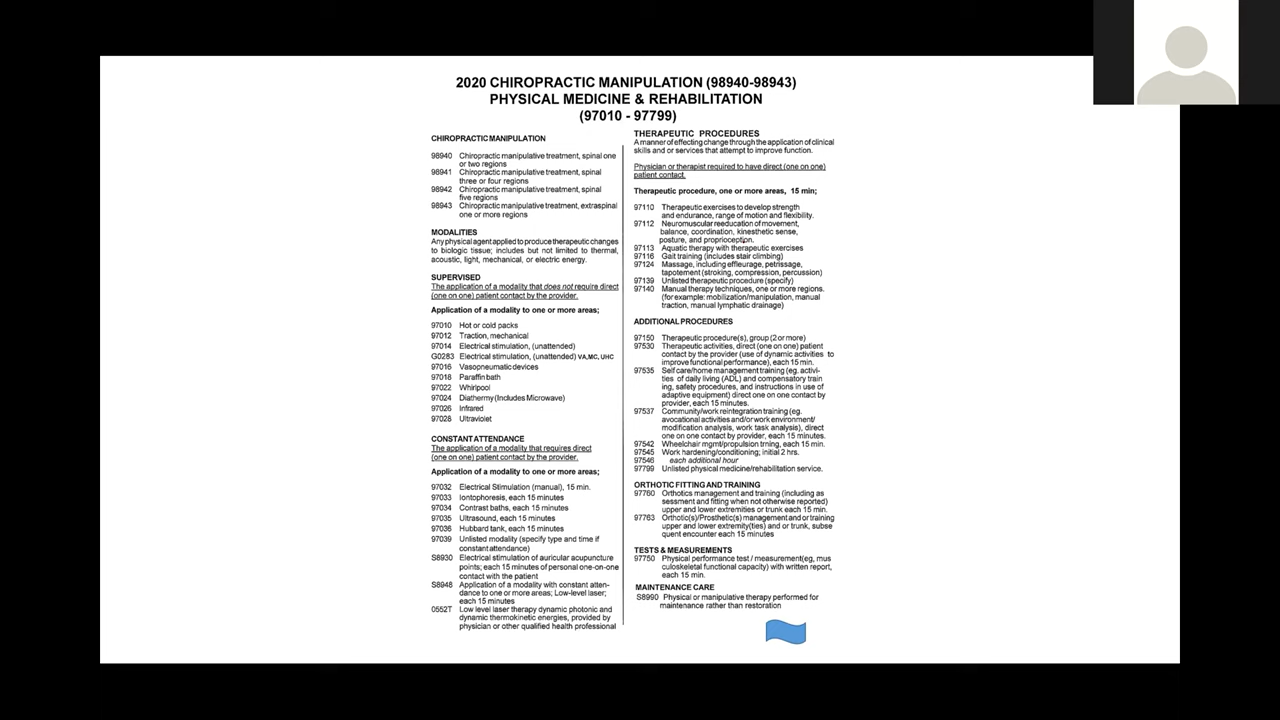 2020 CHIROPRACTIC MANIPULATION (98940-98943)
PHYSICAL MEDICINE & REHABILITATION
(97010 - 97799)
CHIROPRACTIC MANIPULATION
98940 Chiropractic manipulative treatment, spinal one
or two regions
98941 Chiropractic manipulative treatment, spinal
three or four regions
98942 Chiropractic manipulative treatment, spinal
five regions
98943 Chiropractic manipulative treatment, extraspinal
one or more regions
MODALITIES
Any physical agent applied to produce therapeutic changes
to biologic tissue; includes but not limited to thermal,
acoustic, light, mechanical, or electric energy.
SUPERVISED
The application of a modality that does not require direct
(one on one) patient contact by the provider.
Application of a modality to one or more areas;
97010 Hot or cold packs
97012 Traction, mechanical
97014 Electrical stimulation, (unattended)
G0283 Electrical stimulation, (unattended) VA,MC, UHC
97016 Vasopneumatic devices
97018 Paraffin bath
97022 Whirlpool
97024 Diathermy (Includes Microwave)
97026 Infrared
97028 Ultraviolet
CONSTANT ATTENDANCE
The application of a modality that requires direct
(one on one) patient contact by the provider.
Application of a modality to one or more areas;
97032 Electrical Stimulation (manual), 15 min.
97033 Iontophoresis, each 15 minutes
97034 Contrast baths, each 15 minutes
97035 Ultrasound, each 15 minutes
97036 Hubbard tank, each 15 minutes
97039 Unlisted modality (specify type and time if
constant attendance)
S8930 Electrical stimulation of auricular acupuncture
points; each 15 minutes of personal one-on-one
contact with the patient
S8948 Application of a modality with constant atten-
dance to one or more areas; Low-level laser;
each 15 minutes
0552T Low level laser therapy dynamic photonic and
dynamic thermokinetic energies, provided by
physician or other qualified health professional
THERAPEUTIC PROCEDURES
A manner of effecting change through the application of clinical
skills and or services that attempt to improve function.
Physician or therapist required to have direct (one on one)
patient contact.
Therapeutic procedure, one or more areas, 15 min;
97110 Therapeutic exercises to develop strength
and endurance, range of motion and flexibility.
97112 Neuromuscular reeducation of movement,
balance, coordination, kinesthetic sense,
posture, and proprioception.
97113 Aquatic therapy with therapeutic exercises
97116 Gait training (includes stair climbing)
97124 Massage, including effleurage, petrissage,
tapotement (stroking, compression, percussion)
97139 Unlisted therapeutic procedure (specify)
97140 Manual therapy techniques, one or more regions.
(for example: mobilization/manipulation, manual
traction, manual lymphatic drainage)
ADDITIONAL PROCEDURES
97150 Therapeutic procedure(s), group (2 or more)
97530 Therapeutic activities, direct (one on one) patient
contact by the provider (use of dynamic activities to
improve functional performance), each 15 min.
97535 Self care/home management training (eg. activi-
ties of daily living (ADL) and compensatory train
ing, safety procedures, and instructions in use of
adaptive equipment) direct one on one contact by
provider, each 15 minutes.
97537 Community/work reintegration training (eg.
avocational activities and/or work environment/
modification analysis, work task analysis), direct
one on one contact by provider, each 15 minutes.
97542 Wheelchair mgmt/propulsion trning, each 15 min.
97545 Work hardening/conditioning; initial 2 hrs.
97546 each additional hour
97799 Unlisted physical medicine/rehabilitation service.
ORTHOTIC FITTING AND TRAINING
97760 Orthotics management and training (including as
sessment and fitting when not otherwise reported)
upper and lower extremities or trunk each 15 min.
97763 Orthotic(s)/Prosthetic(s) management and or training
upper and lower extremity(ties) and or trunk, subse
quent encounter each 15 minutes
TESTS & MEASUREMENTS
97750 Physical performance test / measurement(eg, mus
culoskeletal functional capacity) with written report,
each 15 min.
MAINTENANCE CARE
S8990 Physical or manipulative therapy performed for
maintenance rather than restoration